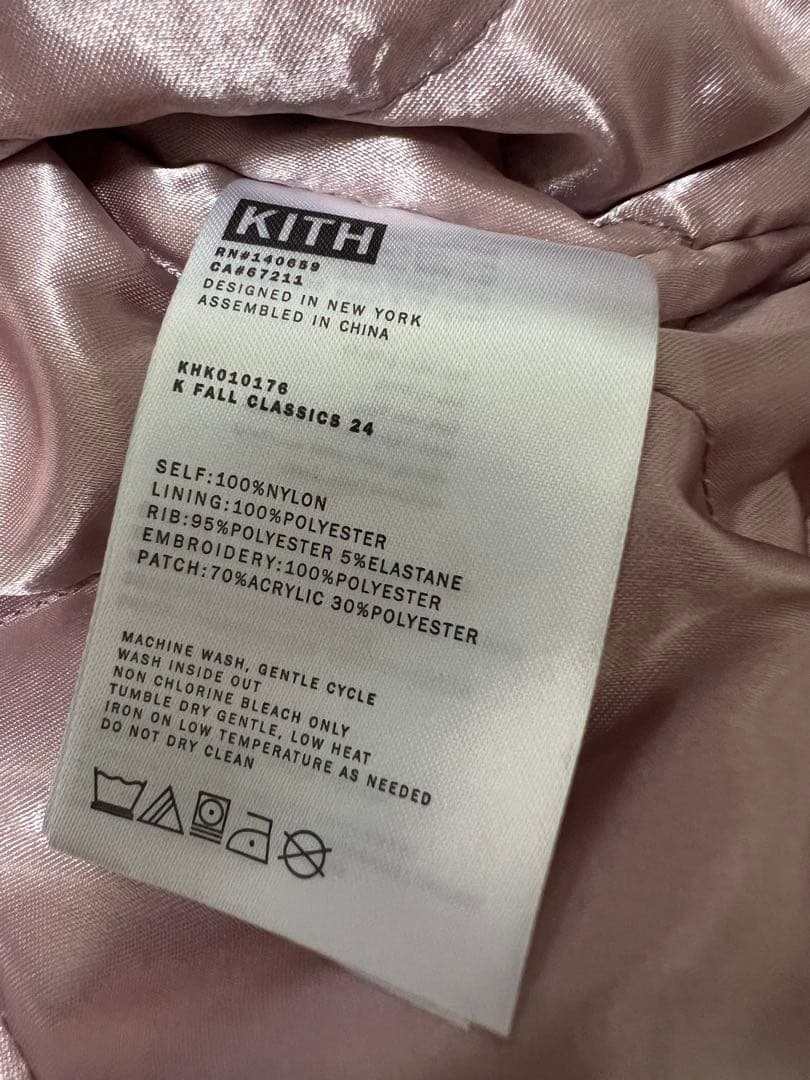 KITH
RN#140659
CA#67211
DESIGNED IN NEW YORK
ASSEMBLED IN CHINA
KHK010176
K FALL CLASSICS 24
SELF:100%NYLON
LINING:100%POLYESTER
RIB:95%POLYESTER 5%ELASTANE
EMBROIDERY:100%POLYESTER
PATCH:70%ACRYLIC 30%POLYESTER
MACHINE WASH, GENTLE CYCLE
WASH INSIDE OUT
NON CHLORINE BLEACH ONLY
TUMBLE DRY GENTLE, LOW HEAT
IRON ON LOW TEMPERATURE AS NEEDED
DO NOT DRY CLEAN